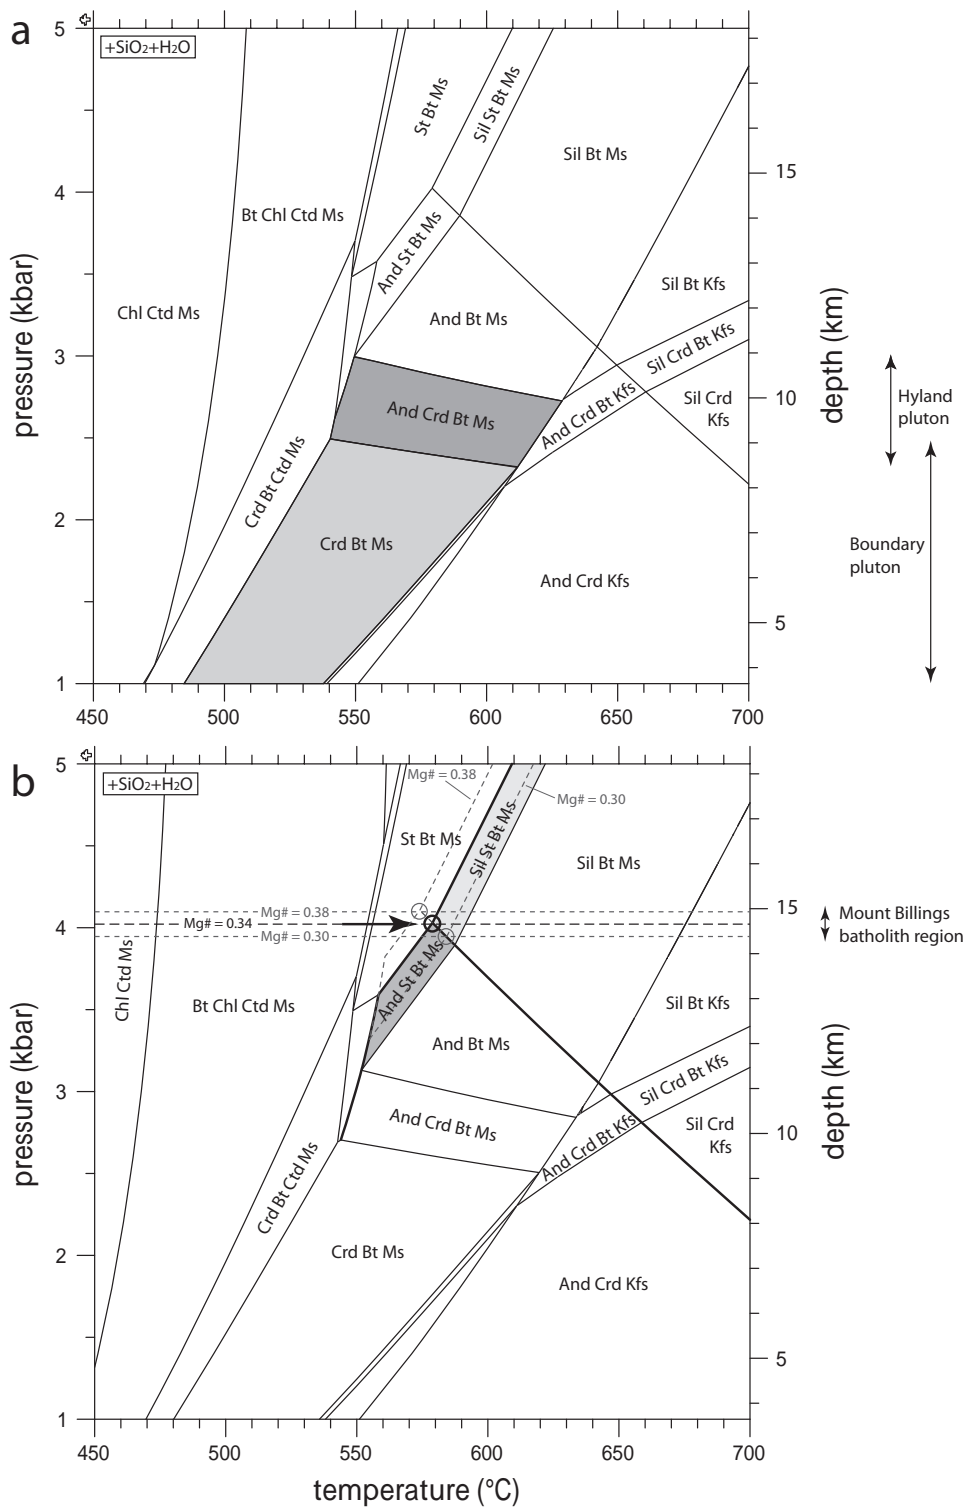 a
+SiO2+H2O
5
4
3
2
1
pressure (kbar)
450
500
550
600
650
700
15
10
5
depth (km)
Chl Ctd Ms
Bt Chl Ctd Ms
Crd Bt Ctd Ms
St Bt Ms
Sil St Bt Ms
And St Bt Ms
Sil Bt Ms
And Bt Ms
And Crd Bt Ms
Crd Bt Ms
Sil Bt Kfs
Sil Crd Bt Kfs
And Crd Bt Kfs
Sil Crd
Kfs
And Crd Kfs
Hyland
pluton
Boundary
pluton
b
+SiO2+H2O
5
4
3
2
1
pressure (kbar)
450
500
550
600
650
700
temperature (°C)
15
10
5
depth (km)
Mg# = 0.38
Mg# = 0.30
St Bt Ms
Sil St Bt Ms
Sil Bt Ms
Mg# = 0.38
Mg# = 0.34
Mg# = 0.30
Chl Ctd Ms
Bt Chl Ctd Ms
And St Bt Ms
And Bt Ms
Sil Bt Kfs
Sil Crd Bt Kfs
And Crd Bt Ms
And Crd Bt Kfs
Sil Crd
Kfs
Crd Bt Ctd Ms
Crd Bt Ms
And Crd Kfs
Mount Billings
batholith region